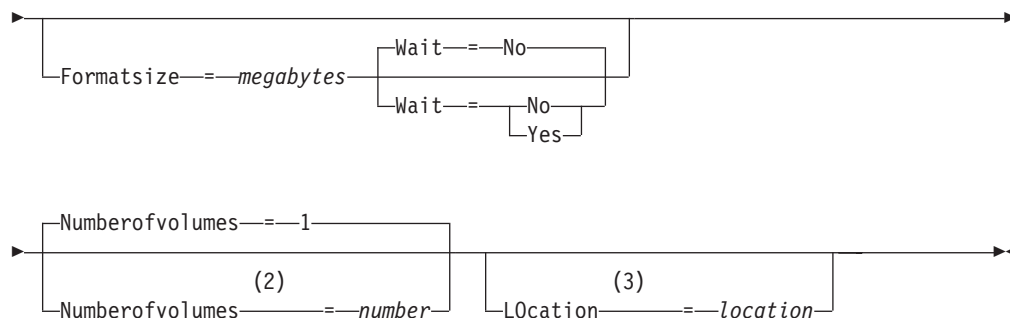 Wait = No
Formatsize = megabytes
Wait = No
Yes
Numberofvolumes = 1
(2) (3)
Numberofvolumes = number LOcation = location